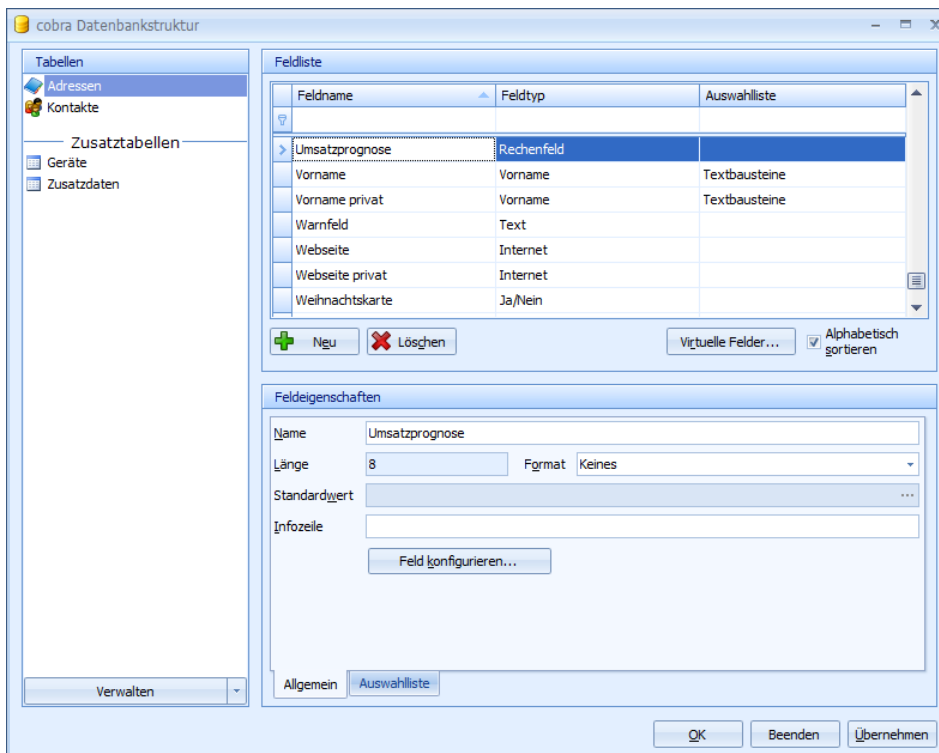 cobra Datenbankstruktur
Tabellen
Adressen
Kontakte
Zusatztabellen
Geräte
Zusatzdaten
Verwalten
Feldliste
Feldname Feldtyp Auswahlliste
Umsatzprognose Rechenfeld
Vorname Vorname Textbausteine
Vorname privat Vorname Textbausteine
Warnfeld Text
Webseite Internet
Webseite privat Internet
Weihnachtskarte Ja/Nein
Neu Löschen Virtuelle Felder... Alphabetisch sortieren
Feldeigenschaften
Name Umsatzprognose
Länge 8 Format Keines
Standardwert ...
Infozeile
Feld konfigurieren...
Allgemein Auswahlliste
OK Beenden Übernehmen